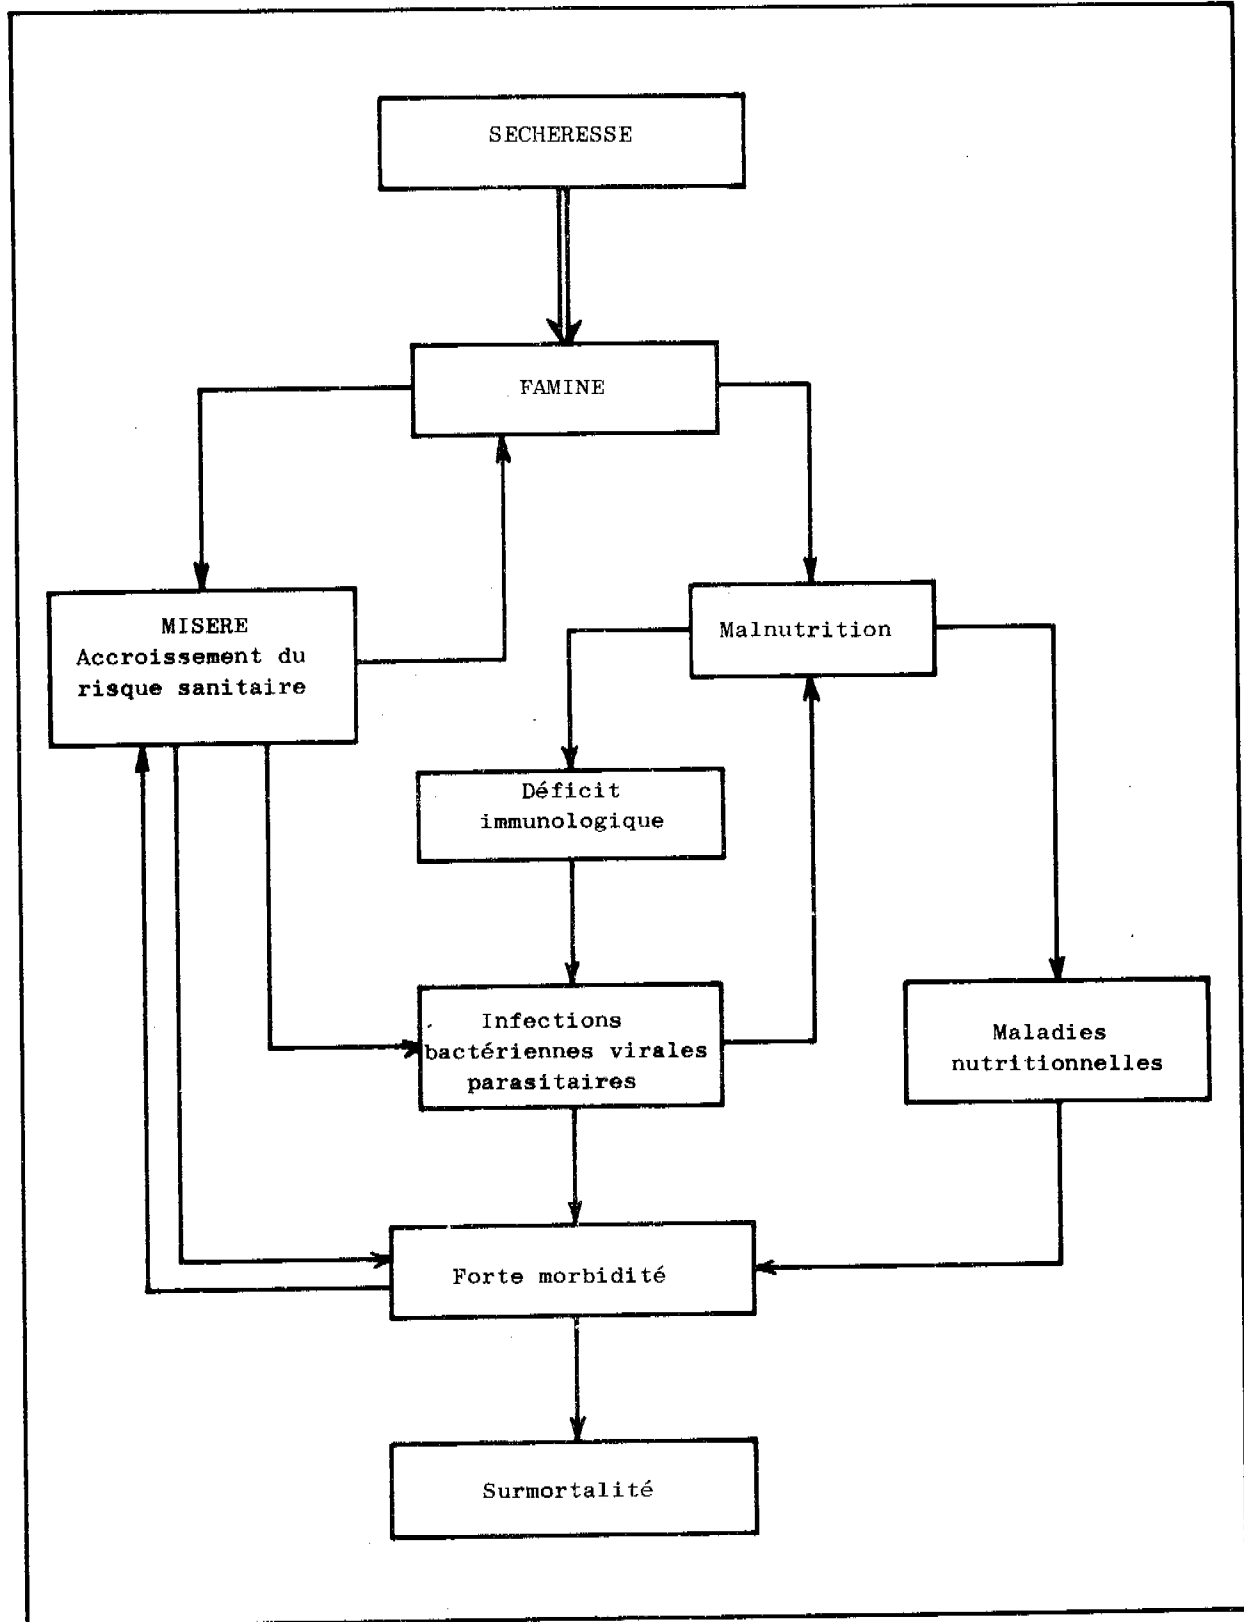 SECHERESSE
FAMINE
MISERE
Accroissement du
risque sanitaire
Malnutrition
Déficit
immunologique
Infections
bactériennes virales
parasitaires
Maladies
nutritionnelles
Forte morbidité
Surmortalité